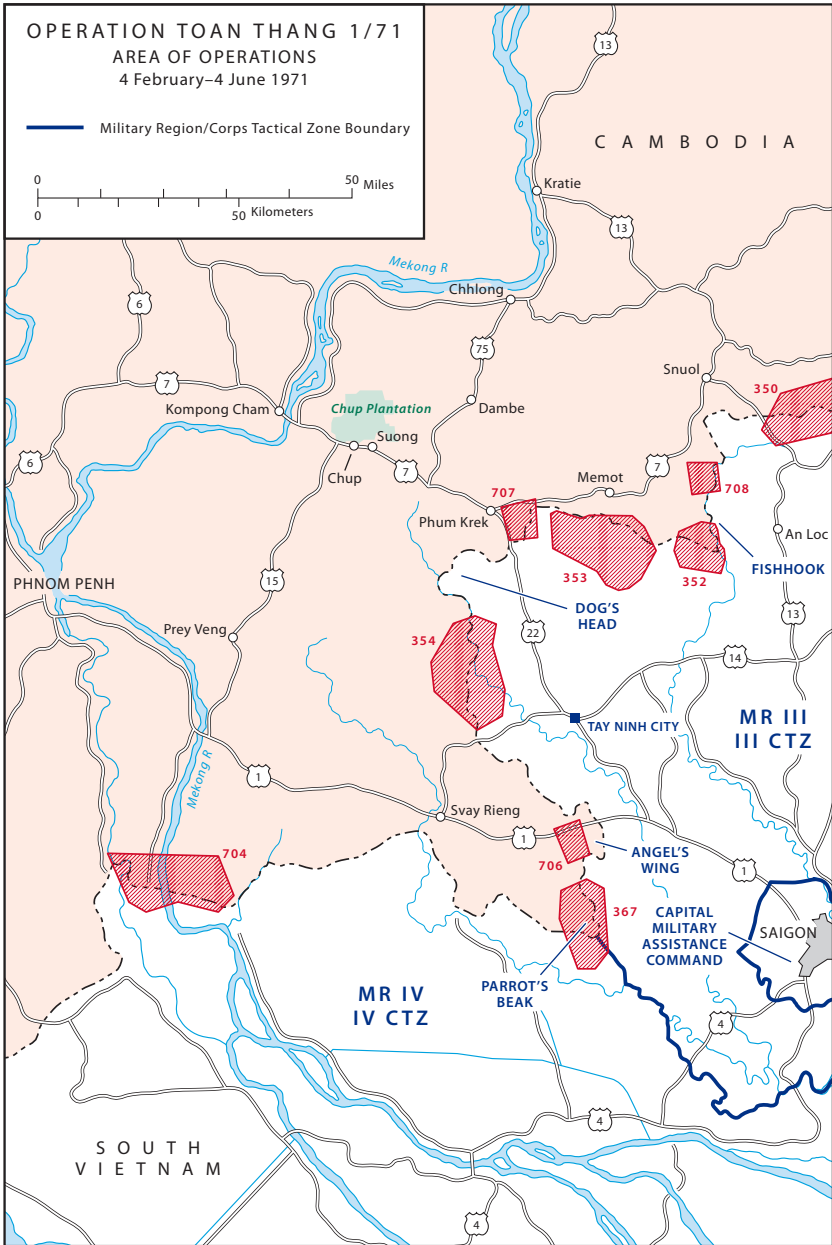 OPERATION TOAN THANG 1/71
AREA OF OPERATIONS
4 February–4 June 1971
Military Region/Corps Tactical Zone Boundary
0
50 Miles
0
50 Kilometers
13
CAMBODIA
Kratie
13
Mekong R
Chhlong
6
75
7
Snuol
350
Kompong Cham
Chup Plantation
Dambe
Suong
Chup
6
7
Memot
7
708
707
Phum Krek
An Loc
FISHHOOK
353
352
PHNOM PENH
15
DOG'S
HEAD
13
Prey Veng
354
22
14
TAY NINH CITY
MR III
III CTZ
Mekong R
1
Svay Rieng
1
704
706
ANGEL'S
WING
1
367
CAPITAL
MILITARY
ASSISTANCE
COMMAND
SAIGON
PARROT'S
BEAK
MR IV
IV CTZ
4
4
SOUTH
VIETNAM
4